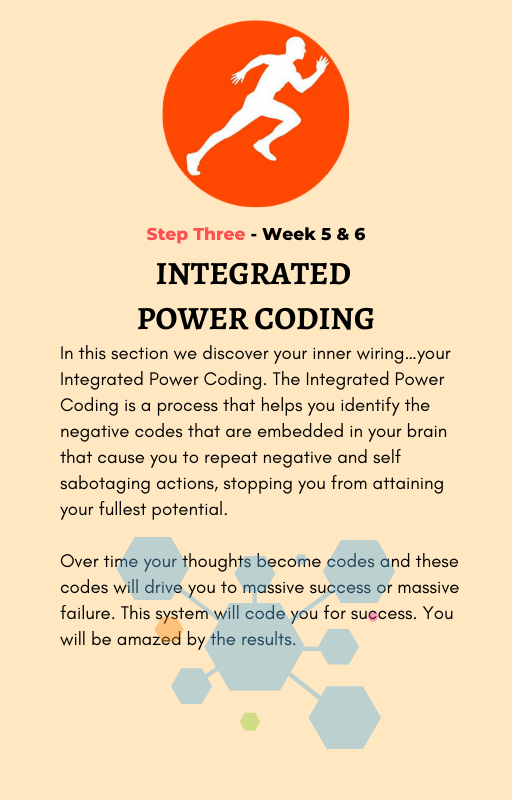 Step Three - Week 5 & 6
INTEGRATED
POWER CODING
In this section we discover your inner wiring...your
Integrated Power Coding. The Integrated Power
Coding is a process that helps you identify the
negative codes that are embedded in your brain
that cause you to repeat negative and self
sabotaging actions, stopping you from attaining
your fullest potential.
Over time your thoughts become codes and these
codes will drive you to massive success or massive
failure. This system will code you for success. You
will be amazed by the results.